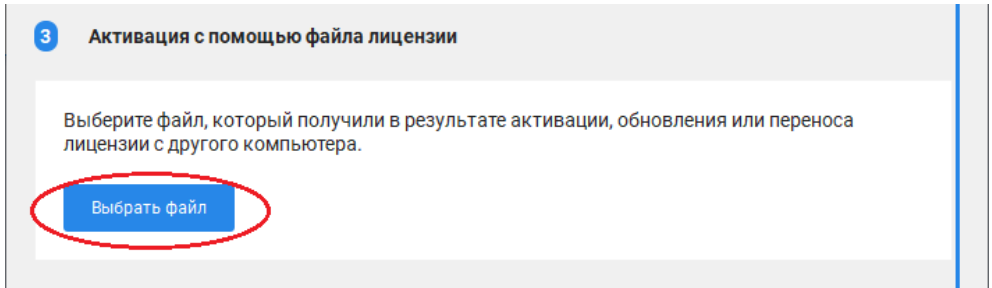 3 Активация с помощью файла лицензии
Выберите файл, который получили в результате активации, обновления или переноса
лицензии с другого компьютера.
Выбрать файл